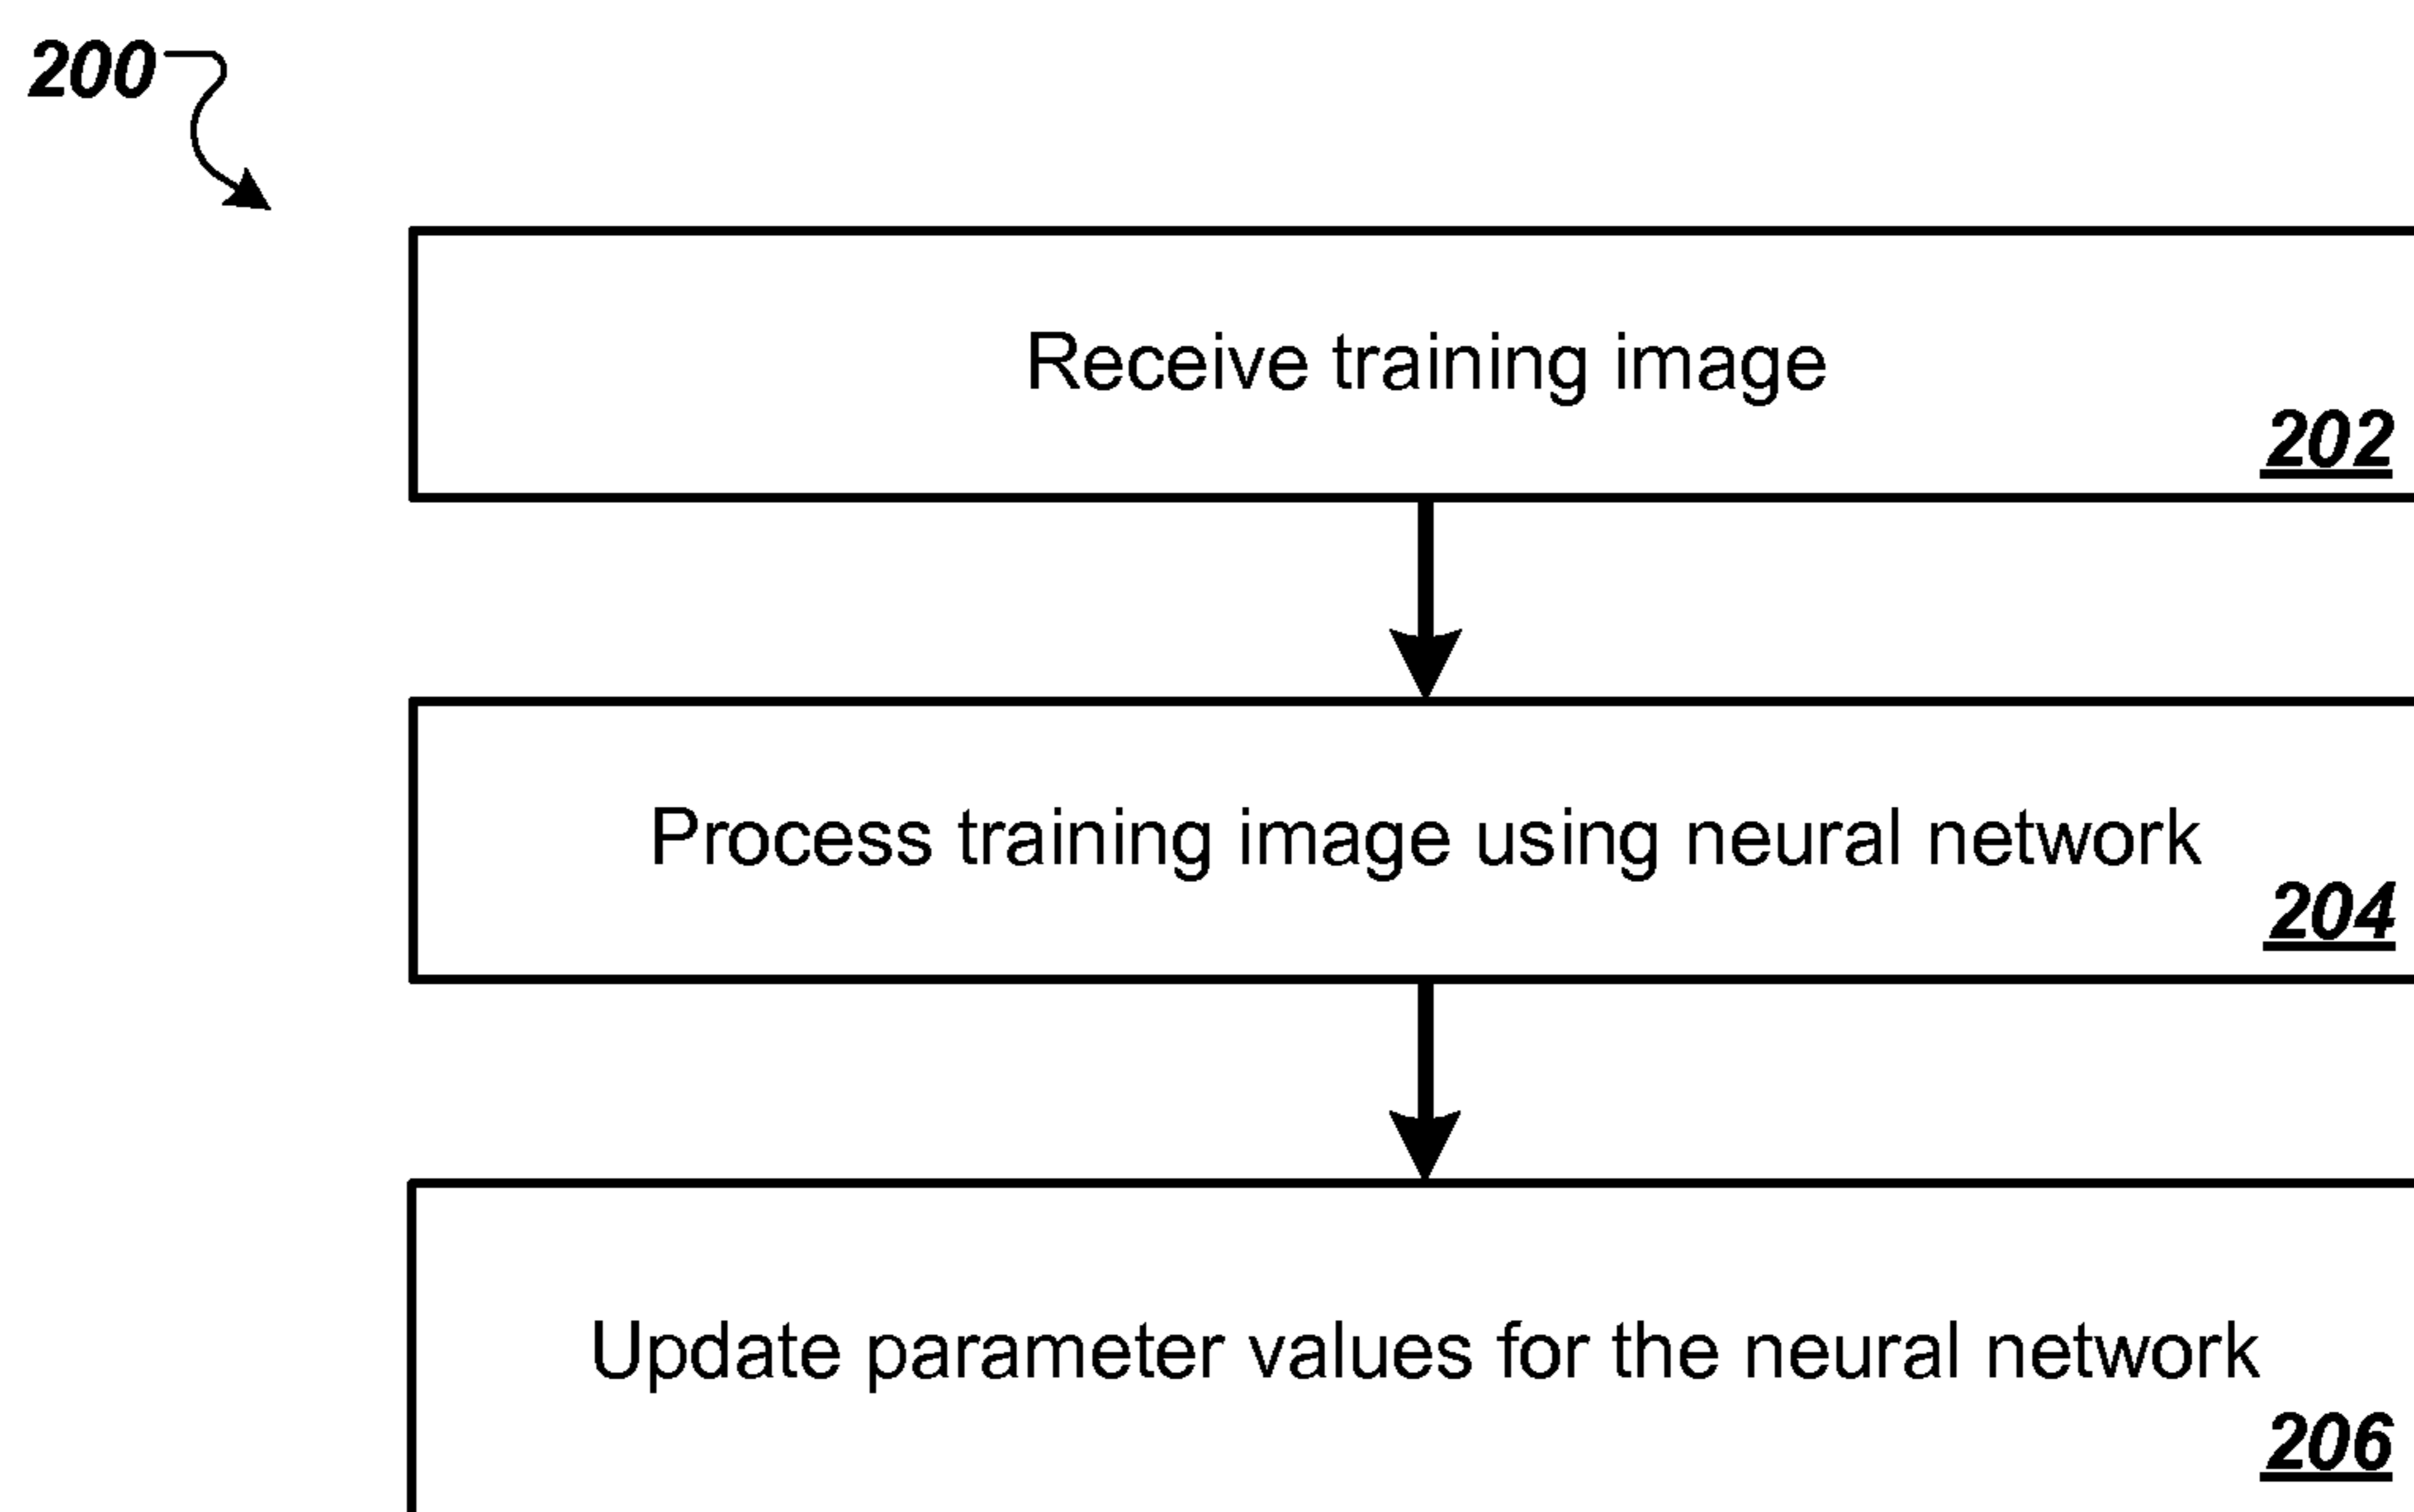 200
Receive training image
202
Process training image using neural network
204
Update parameter values for the neural network
206